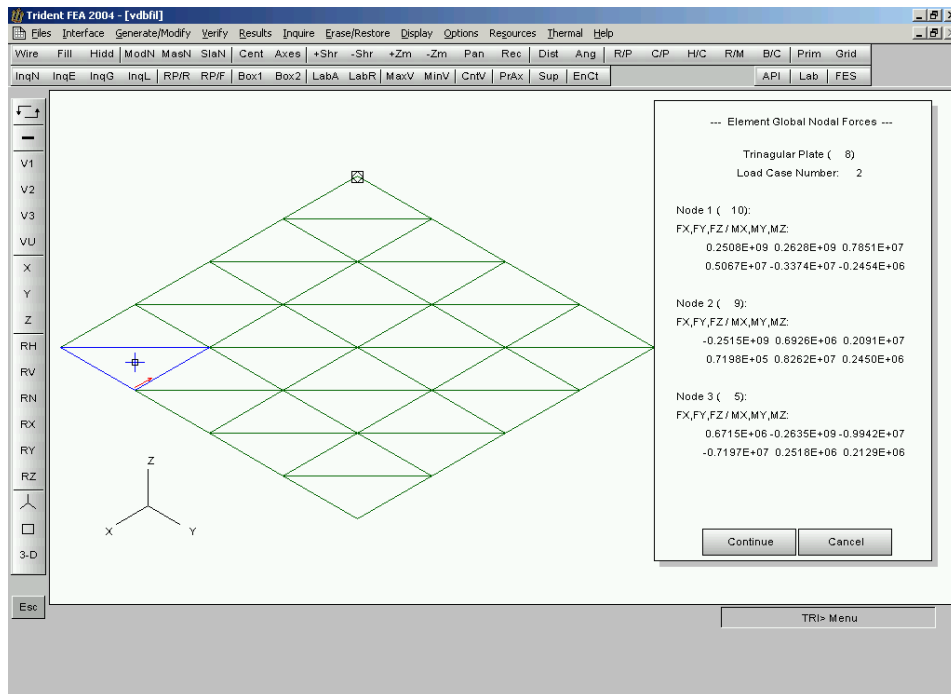 Trident FEA 2004 - [vdbfil]
Files Interface Generate/Modify Verify Results Inquire Erase/Restore Display Options Resources Thermal Help
Wire Fill Hidd ModN MasN SlaN Cent Axes +Shr -Shr +Zm -Zm Pan Rec Dist Ang R/P C/P H/C R/M B/C Prim Grid
InqN InqE InqG InqL RP/R RP/F Box1 Box2 LabA LabR MaxV MinV CntV PrAx Sup EnCt API Lab FES
V1
V2
V3
VU
X
Y
Z
RH
RV
RN
RX
RY
RZ
3-D
Esc
Z
X Y
--- Element Global Nodal Forces ---
Trinagular Plate ( 8)
Load Case Number: 2
Node 1 ( 10):
FX,FY,FZ / MX,MY,MZ:
0.2508E+09 0.2628E+09 0.7851E+07
0.5067E+07 -0.3374E+07 -0.2454E+06
Node 2 ( 9):
FX,FY,FZ / MX,MY,MZ:
-0.2515E+09 0.6926E+06 0.2091E+07
0.7198E+05 0.8262E+07 0.2450E+06
Node 3 ( 5):
FX,FY,FZ / MX,MY,MZ:
0.6715E+06 -0.2635E+09 -0.9942E+07
-0.7197E+07 0.2518E+06 0.2129E+06
Continue Cancel
TRI> Menu